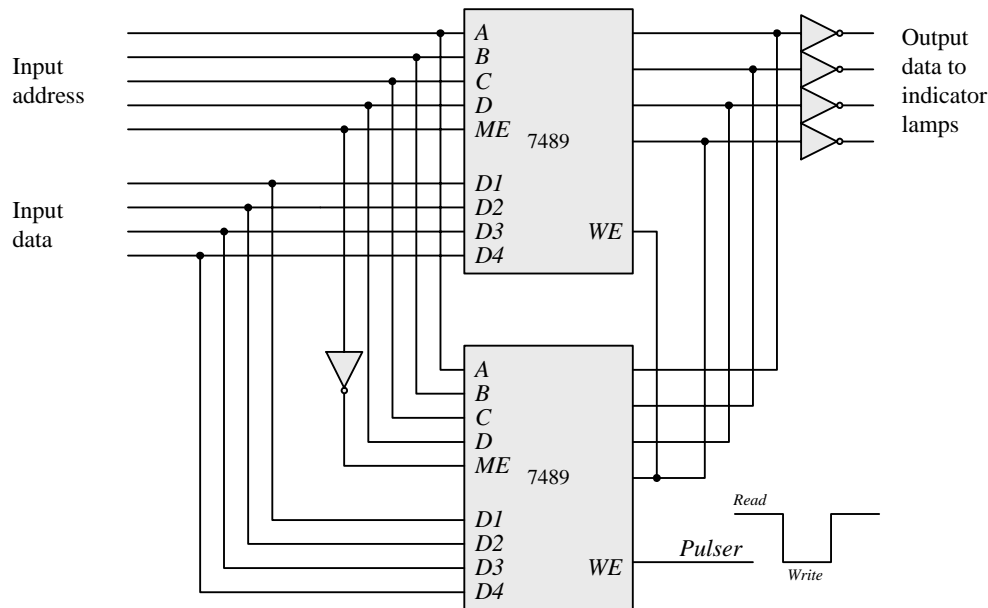 Input
address
Input
data
A
B
C
D
ME
7489
D1
D2
D3
WE
D4
Output
data to
indicator
lamps
A
B
C
D
ME
7489
D1
D2
D3
WE
D4
Read
Pulser
Write